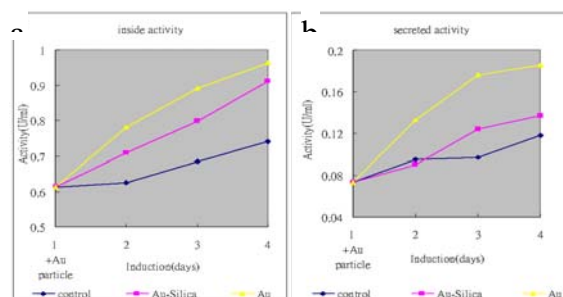 a
inside activity
1
0.9
0.8
0.7
0.6
0.5
Activity(U/ml)
1 2 3 4
+Au
particle
Induction(days)
control Au-Silica Au
b
secreted activity
0.2
0.16
0.12
0.08
0.04
Activity(U/ml)
1 2 3 4
+Au
particle
Induction(days)
control Au-Silica Au